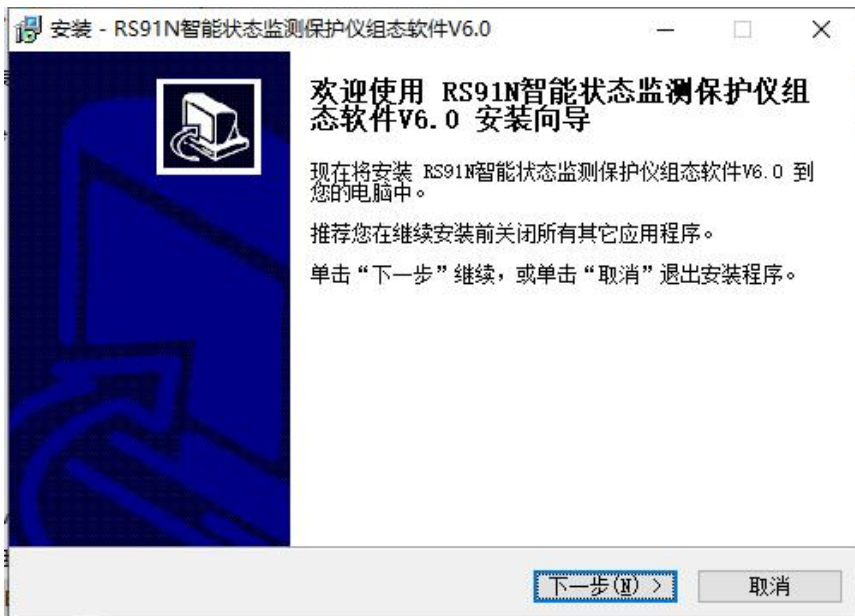 安装 - RS91N智能状态监测保护仪组态软件V6.0
欢迎使用 RS91N智能状态监测保护仪组
态软件V6.0 安装向导
现在将安装 RS91N智能状态监测保护仪组态软件V6.0 到
您的电脑中。
推荐您在继续安装前关闭所有其它应用程序。
单击“下一步”继续，或单击“取消”退出安装程序。
下一步(N) >
取消